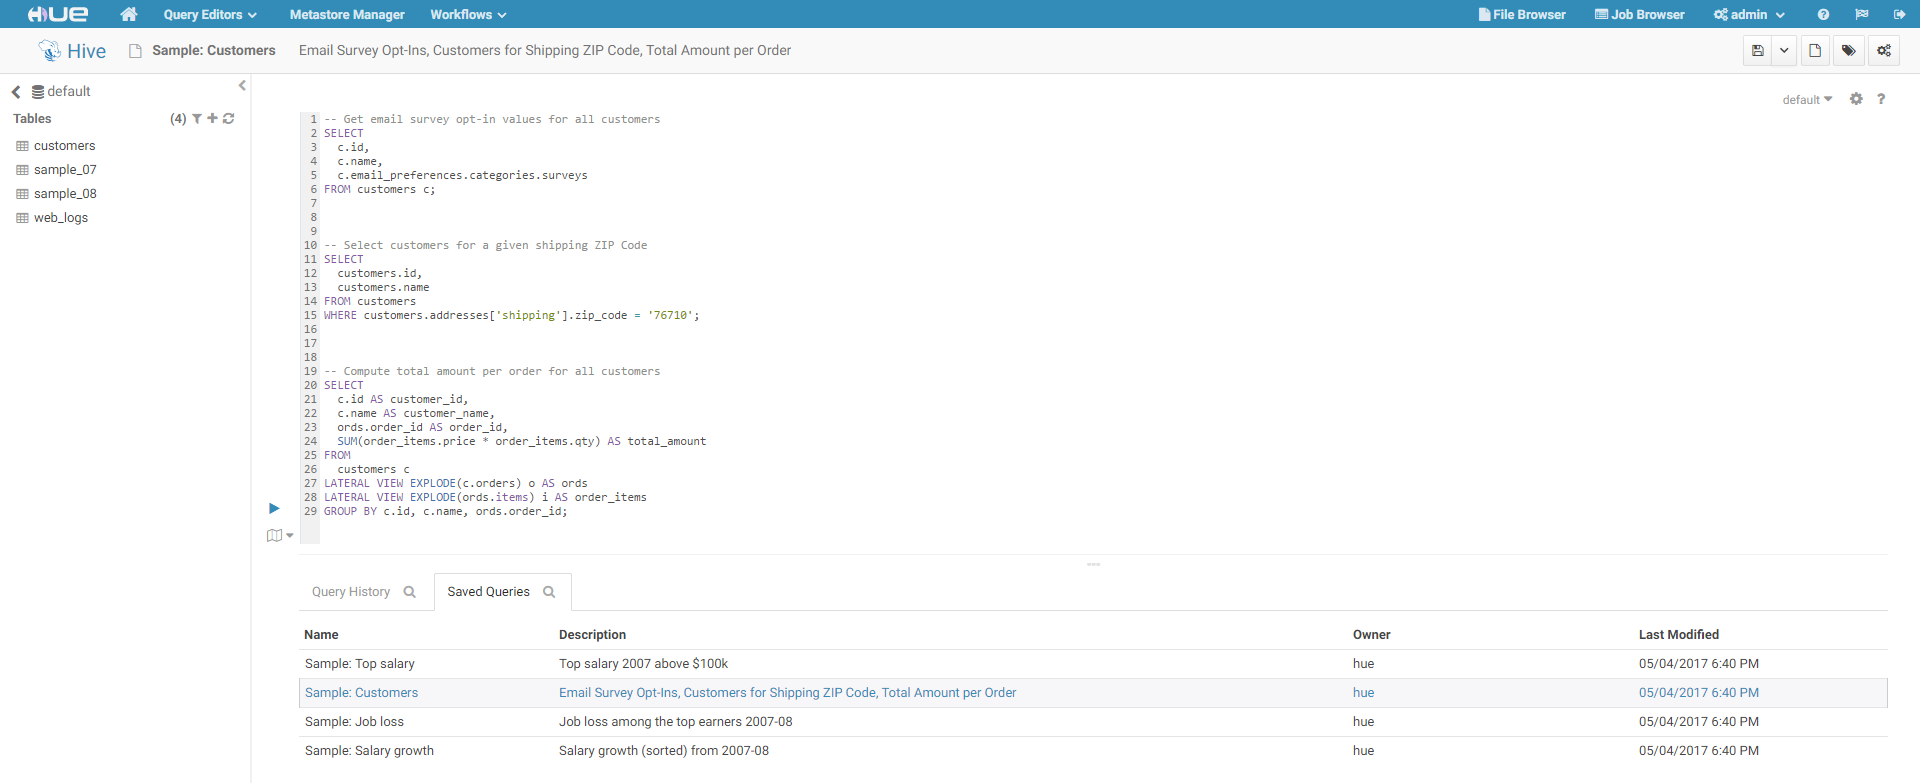 HUE Query Editors Metastore Manager Workflows File Browser Job Browser admin
Hive Sample: Customers Email Survey Opt-Ins, Customers for Shipping ZIP Code, Total Amount per Order
default
Tables (4)
customers
sample_07
sample_08
web_logs
default ?
1 -- Get email survey opt-in values for all customers
2 SELECT
3 c.id,
4 c.name,
5 c.email_preferences.categories.surveys
6 FROM customers c;
7
8
9
10 -- Select customers for a given shipping ZIP Code
11 SELECT
12 customers.id,
13 customers.name
14 FROM customers
15 WHERE customers.addresses['shipping'].zip_code = '76710';
16
17
18
19 -- Compute total amount per order for all customers
20 SELECT
21 c.id AS customer_id,
22 c.name AS customer_name,
23 ords.order_id AS order_id,
24 SUM(order_items.price * order_items.qty) AS total_amount
25 FROM
26 customers c
27 LATERAL VIEW EXPLODE(c.orders) o AS ords
28 LATERAL VIEW EXPLODE(ords.items) i AS order_items
29 GROUP BY c.id, c.name, ords.order_id;
Query History Saved Queries
Name Description Owner Last Modified
Sample: Top salary Top salary 2007 above $100k hue 05/04/2017 6:40 PM
Sample: Customers Email Survey Opt-Ins, Customers for Shipping ZIP Code, Total Amount per Order hue 05/04/2017 6:40 PM
Sample: Job loss Job loss among the top earners 2007-08 hue 05/04/2017 6:40 PM
Sample: Salary growth Salary growth (sorted) from 2007-08 hue 05/04/2017 6:40 PM